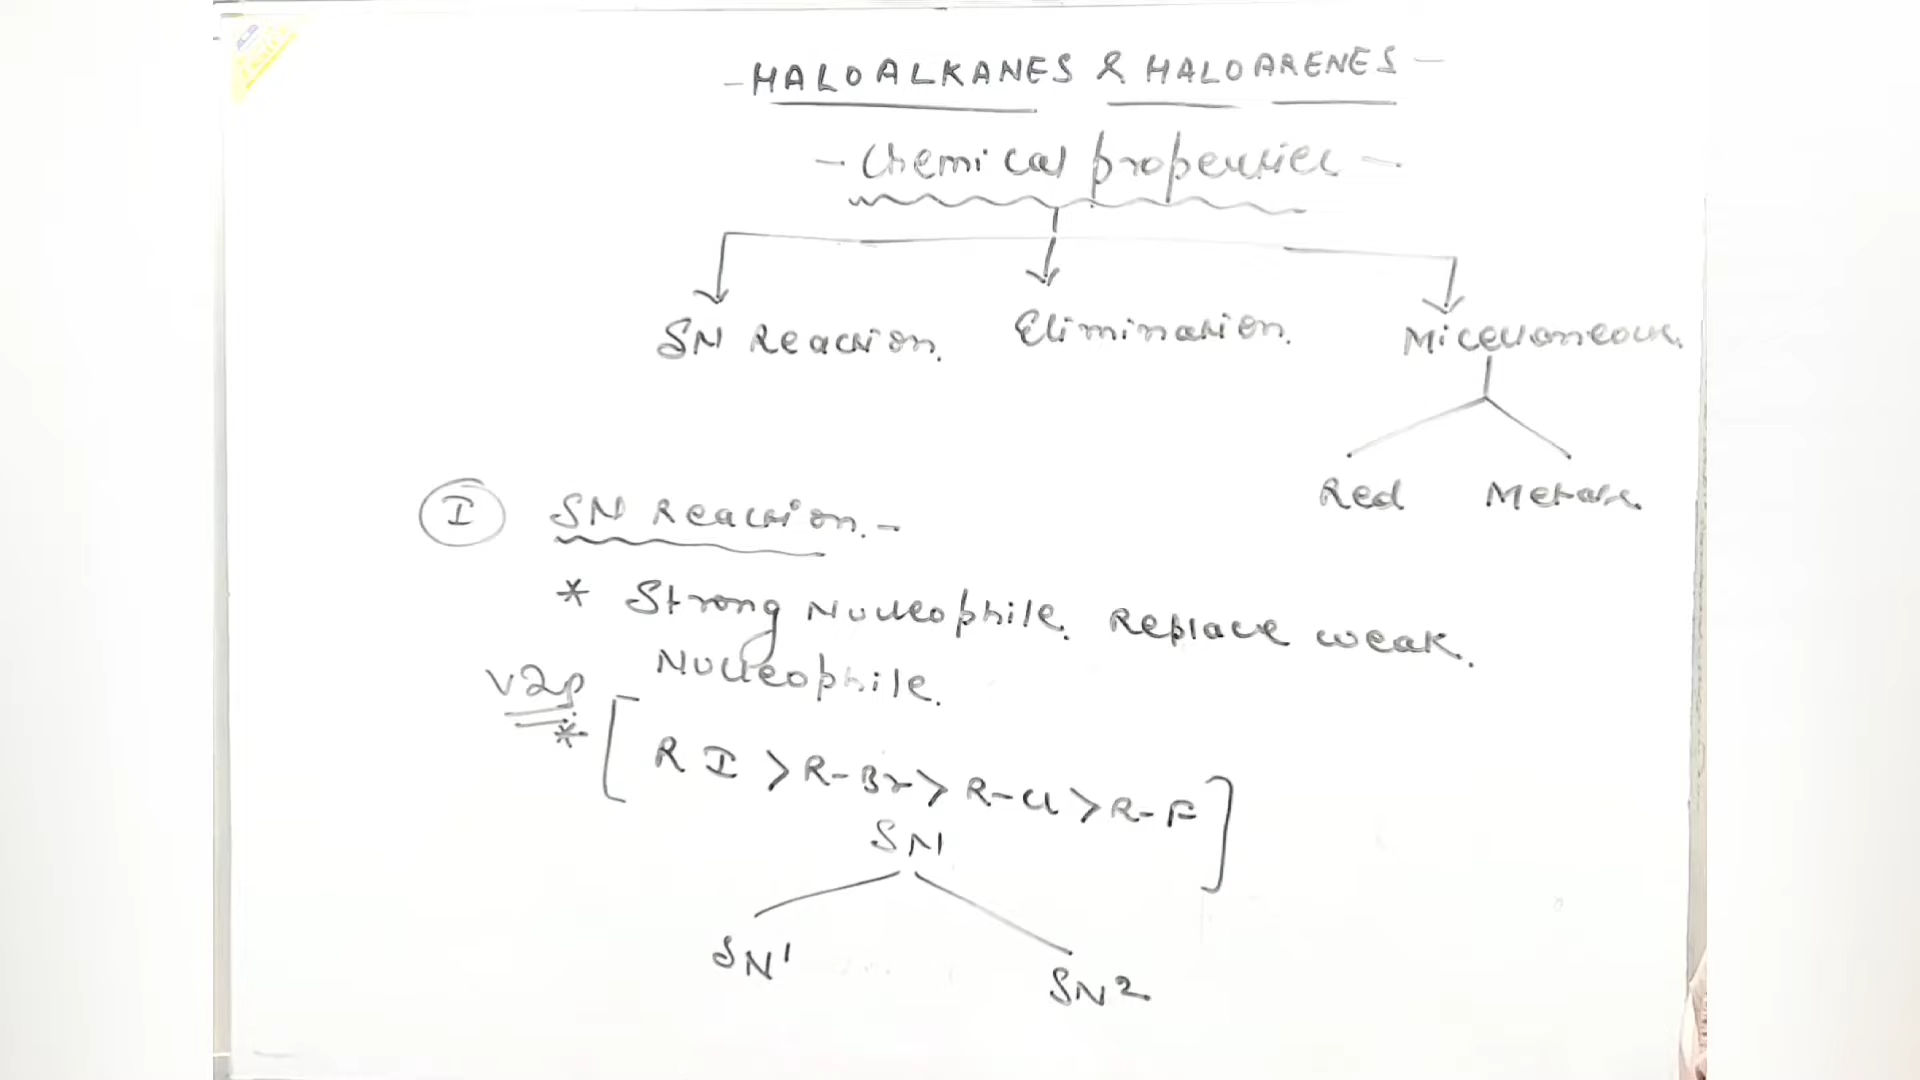 - HALOALKANES & HALOARENES -
- Chemical properties -
SN Reaction. Elimination. Micellaneous.
Red Metals.
I SN Reaction. -
* Strong Nucleophile. Replace weak.
Nucleophile.
* [R I > R-Br > R-Cl > R-F]
SN
SN1 SN2